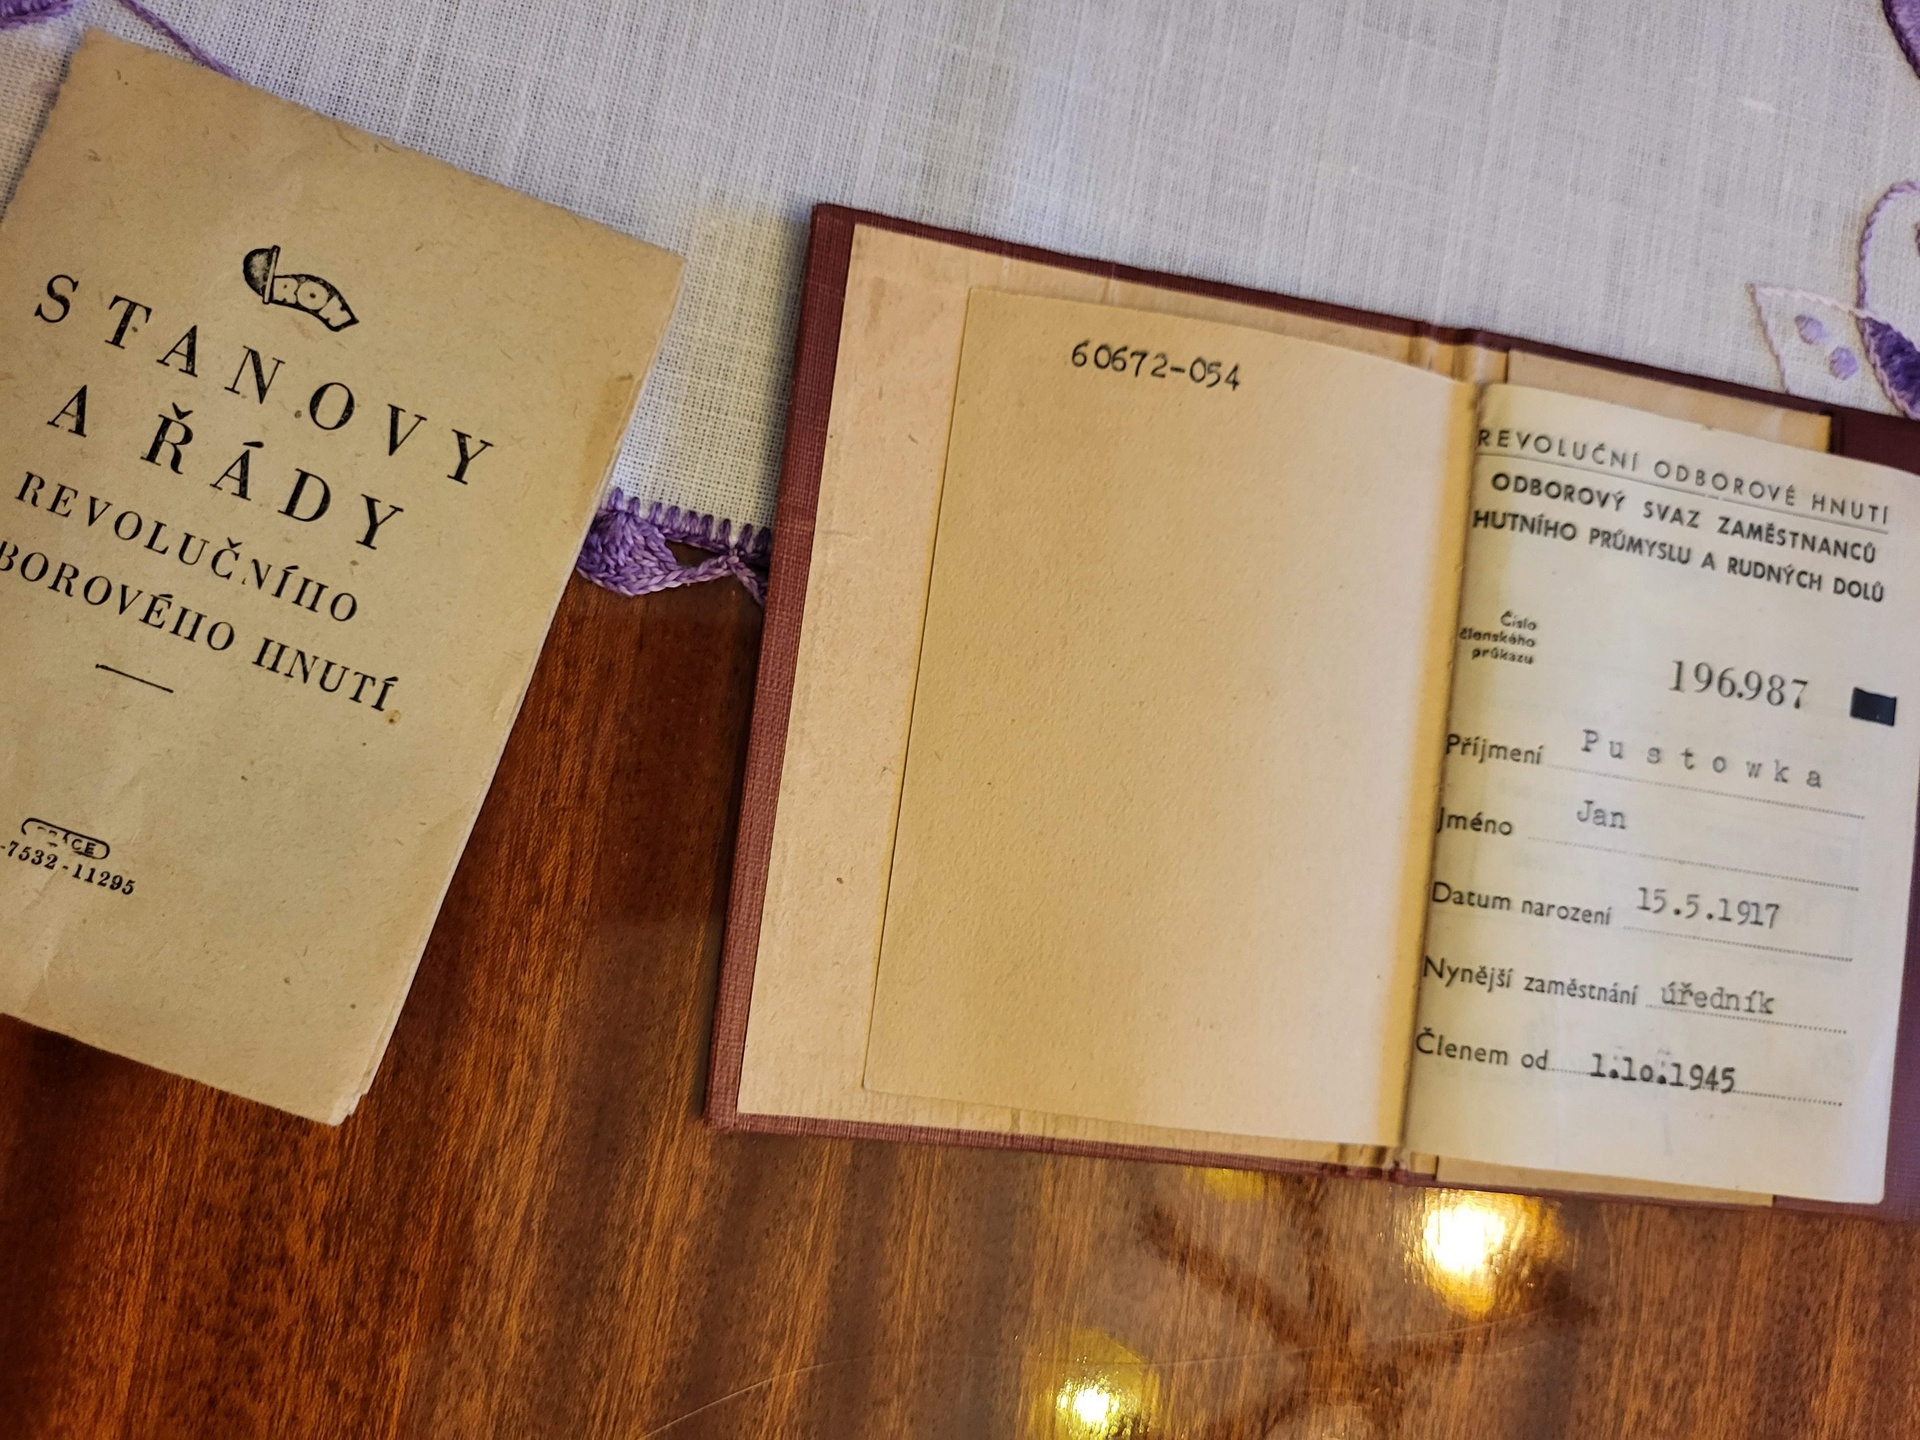 ROH
STANOVY
A ŘÁDY
REVOLUČNÍHO
BOROVÉHO HNUTÍ
PRÁCE
-7532-11295
60672-054
REVOLUČNÍ ODBOROVÉ HNUTÍ
ODBOROVÝ SVAZ ZAMĚSTNANCŮ
HUTNÍHO PRŮMYSLU A RUDNÝCH DOLŮ
Číslo
členského
průkazu
196.987
Příjmení Pustowka
Jméno Jan
Datum narození 15.5.1917
Nynější zaměstnání úředník
Členem od 1.10.1945